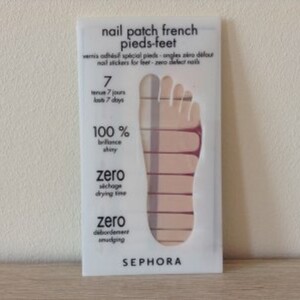 nail patch french
pieds-feet
vernis adhésif spécial pieds - ongles zéro défaut
nail stickers for feet - zero defect nails
7
tenue 7 jours
lasts 7 days
100 %
brillance
shiny
zero
séchage
drying time
zero
débordement
smudging
SEPHORA